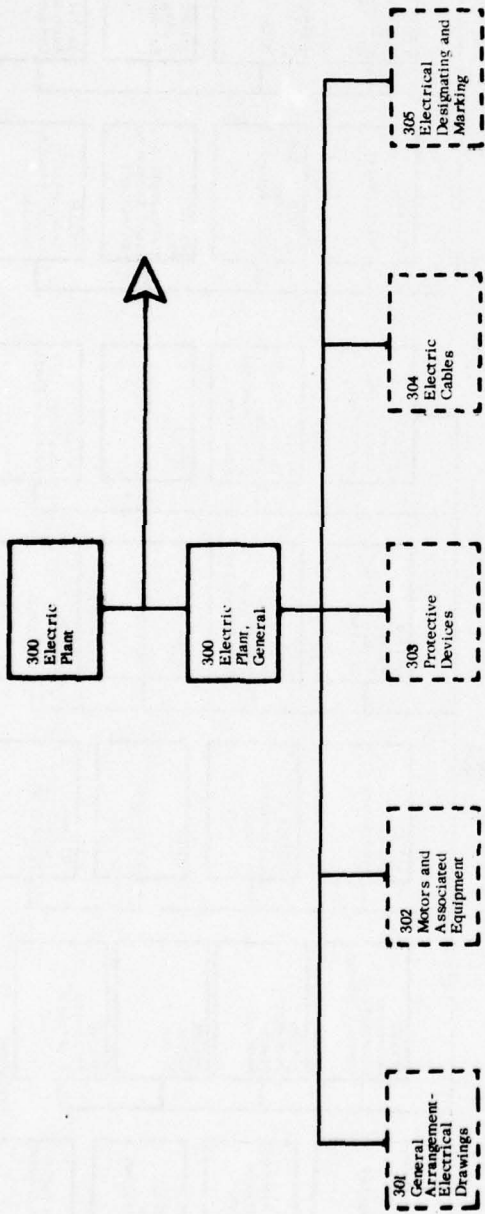 300
Electric
Plant
300
Electric
Plant,
General
301
General
Arrangement-
Electrical
Drawings
302
Motors and
Associated
Equipment
303
Protective
Devices
304
Electric
Cables
305
Electrical
Designating and
Marking